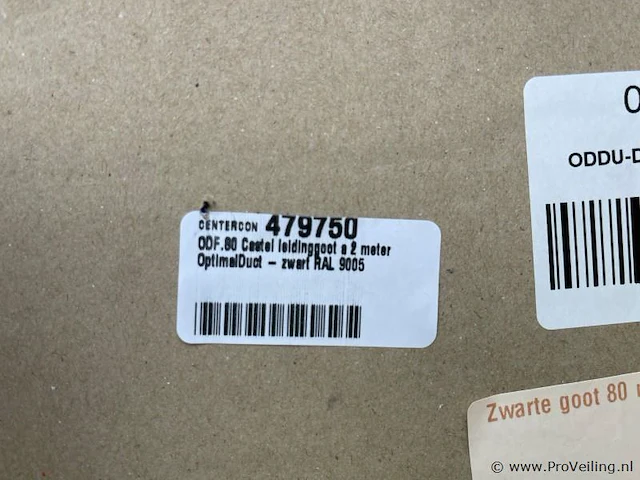 CENTERCON 479750
ODF.80 Castel leidinggoot a 2 meter
OptimalDuct – zwart RAL 9005
0
ODDU-D
Zwarte goot 80
© www.ProVeiling.nl